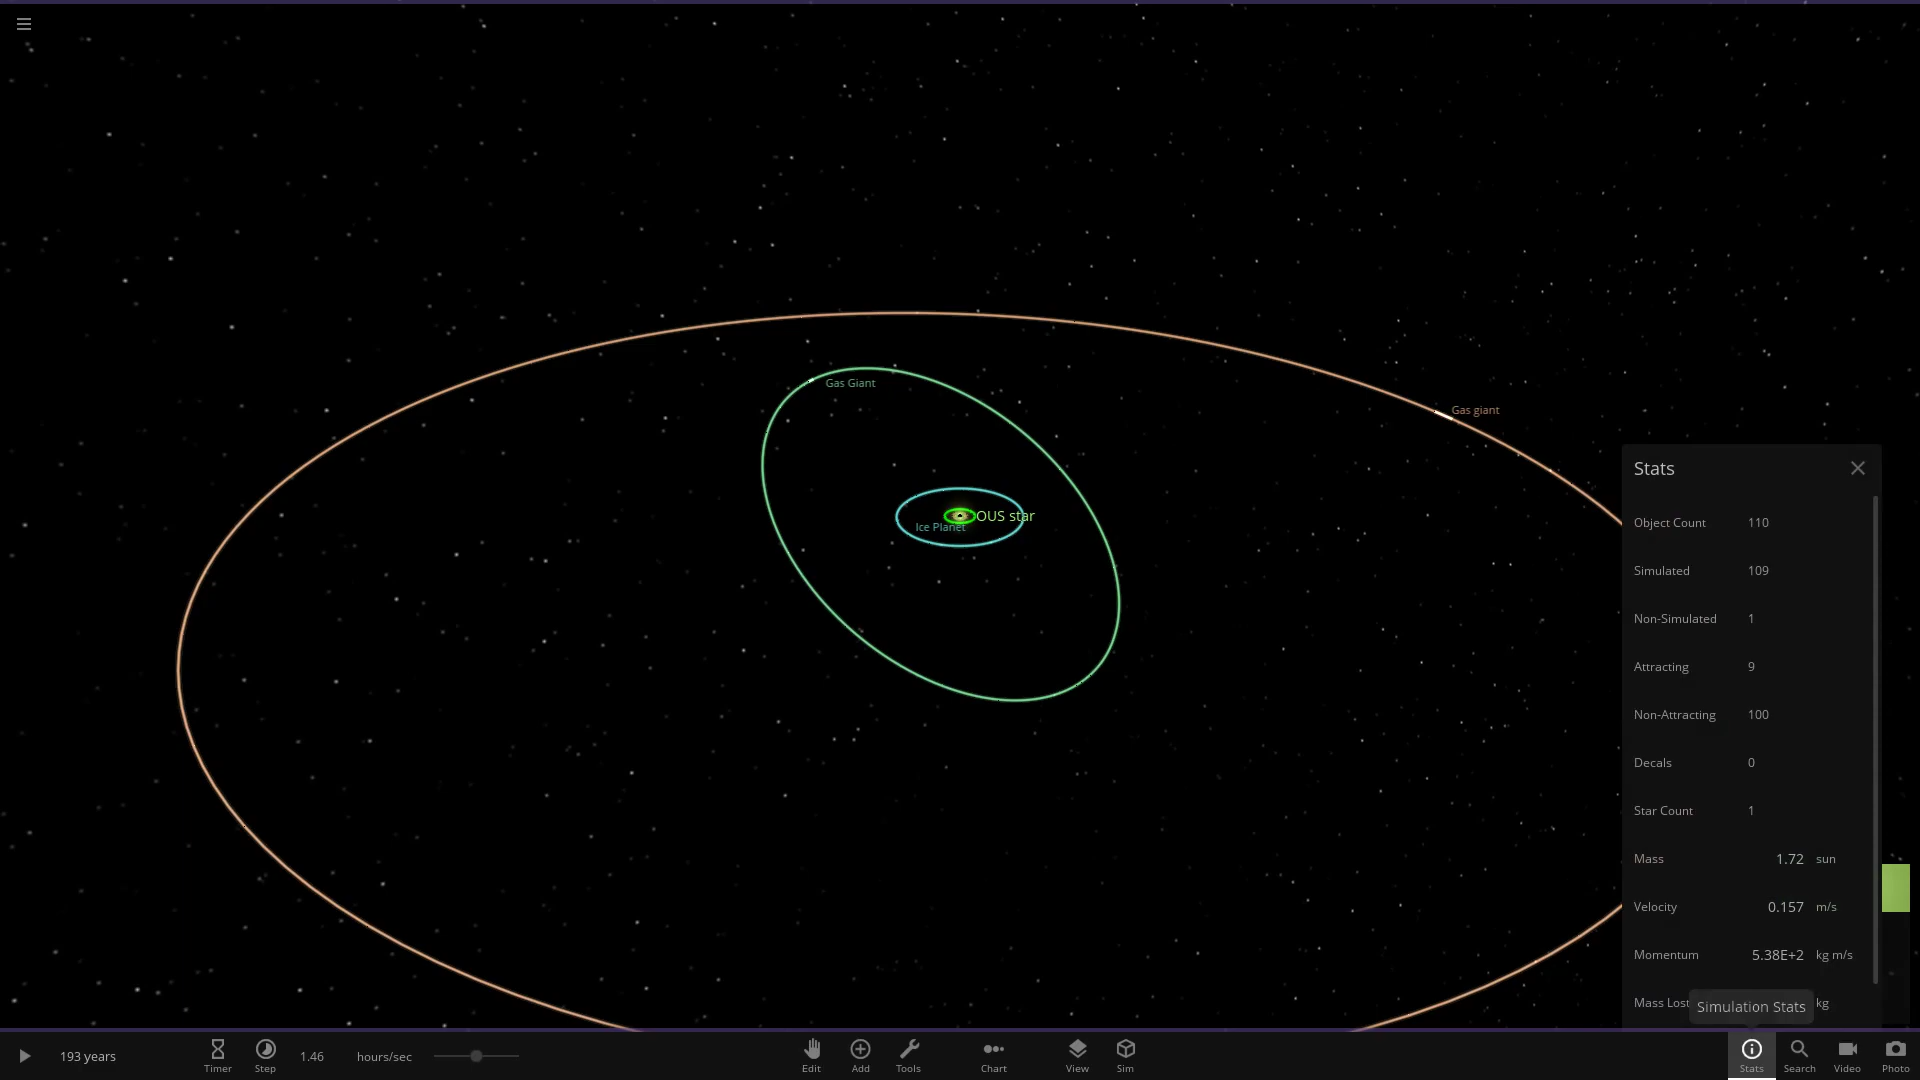 Gas Giant
Gas giant
OUS star
Ice Planet
Stats
Object Count 110
Simulated 109
Non-Simulated 1
Attracting 9
Non-Attracting 100
Decals 0
Star Count 1
Mass 1.72 sun
Velocity 0.157 m/s
Momentum 5.38E+2 kg m/s
Mass Lost kg
Simulation Stats
193 years
Timer
Step
1.46 hours/sec
Edit
Add
Tools
Chart
View
Sim
Stats
Search
Video
Photo